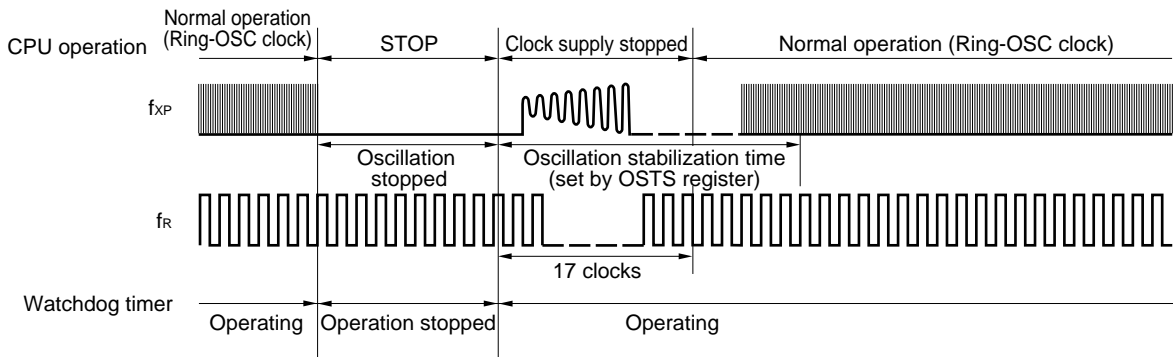 Normal operation
(Ring-OSC clock)
CPU operation
STOP
Clock supply stopped
Normal operation (Ring-OSC clock)
fXP
Oscillation
stopped
Oscillation stabilization time
(set by OSTS register)
fR
17 clocks
Watchdog timer
Operating
Operation stopped
Operating